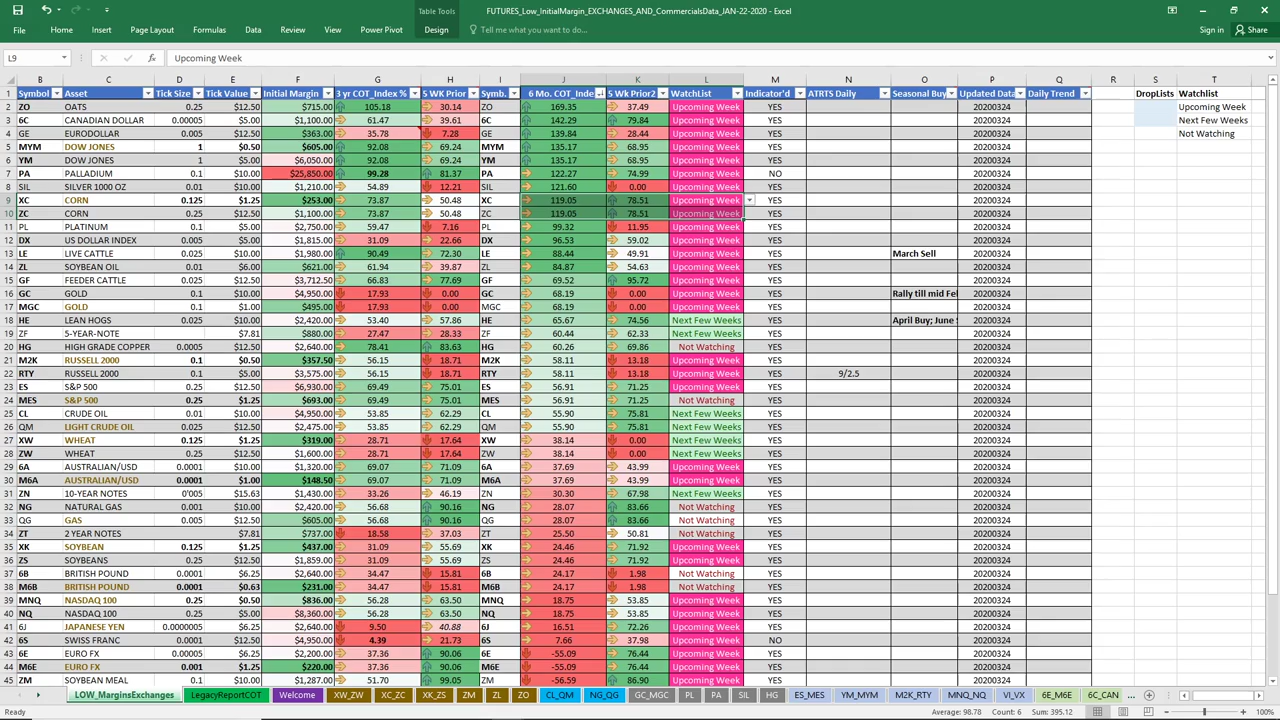 Table Tools
FUTURES_Low_InitialMargin_EXCHANGES_AND_CommercialsData_JAN-22-2020 - Excel
File Home Insert Page Layout Formulas Data Review View Power Pivot Design Tell me what you want to do... Sign in Share
L9 fx Upcoming Week
B C D E F G H I J K L M N O P Q R S T
1 Symbol Asset Tick Size Tick Value Initial Margin 3 yr COT_Index % 5 WK Prior Symb. 6 Mo. COT_Inde 5 Wk Prior2 WatchList Indicator'd ATRTS Daily Seasonal Buy, Updated Data Daily Trend DropLists Watchlist
2 ZO OATS 0.25 $12.50 $715.00 105.18 30.14 ZO 169.35 37.49 Upcoming Week YES 20200324 Upcoming Week
3 6C CANADIAN DOLLAR 0.00005 $5.00 $1,100.00 61.47 39.61 6C 142.29 79.84 Upcoming Week YES 20200324 Next Few Weeks
4 GE EURODOLLAR 0.005 $12.50 $363.00 35.78 7.28 GE 139.84 28.44 Upcoming Week YES 20200324 Not Watching
5 MYM DOW JONES 1 $0.50 $605.00 92.08 69.24 MYM 135.17 68.95 Upcoming Week YES 20200324
6 YM DOW JONES 1 $5.00 $6,050.00 92.08 69.24 YM 135.17 68.95 Upcoming Week YES 20200324
7 PA PALLADIUM 0.1 $10.00 $25,850.00 99.28 81.37 PA 122.27 74.99 Upcoming Week NO 20200324
8 SIL SILVER 1000 OZ 0.01 $10.00 $1,210.00 54.89 12.21 SIL 121.60 0.00 Upcoming Week YES 20200324
9 XC CORN 0.125 $1.25 $253.00 73.87 50.48 XC 119.05 78.51 Upcoming Week YES 20200324
10 ZC CORN 0.25 $12.50 $1,100.00 73.87 50.48 ZC 119.05 78.51 Upcoming Week YES 20200324
11 PL PLATINUM 0.1 $5.00 $2,750.00 59.47 7.16 PL 99.32 11.95 Upcoming Week YES 20200324
12 DX US DOLLAR INDEX 0.005 $5.00 $1,815.00 31.09 22.66 DX 96.53 59.02 Upcoming Week YES 20200324
13 LE LIVE CATTLE 0.025 $10.00 $1,980.00 90.49 72.30 LE 88.44 49.91 Upcoming Week YES March Sell 20200324
14 ZL SOYBEAN OIL 0.01 $6.00 $621.00 61.94 39.87 ZL 84.87 54.63 Upcoming Week YES 20200324
15 GF FEEDER CATTLE 0.025 $12.50 $3,712.50 66.83 77.69 GF 69.52 95.72 Upcoming Week YES 20200324
16 GC GOLD 0.1 $10.00 $4,950.00 17.93 0.00 GC 68.19 0.00 Upcoming Week YES Rally till mid Fe 20200324
17 MGC GOLD 0.1 $1.00 $495.00 17.93 0.00 MGC 68.19 0.00 Upcoming Week YES 20200324
18 HE LEAN HOGS 0.025 $10.00 $2,420.00 53.40 57.86 HE 65.67 74.56 Next Few Weeks YES April Buy; June 20200324
19 ZF 5-YEAR-NOTE $7.81 $880.00 27.47 28.33 ZF 60.44 62.33 Next Few Weeks YES 20200324
20 HG HIGH GRADE COPPER 0.0005 $12.50 $2,640.00 78.41 83.63 HG 60.26 69.86 Not Watching YES 20200324
21 M2K RUSSELL 2000 0.1 $0.50 $357.50 56.15 18.71 M2K 58.11 13.18 Upcoming Week YES 20200324
22 RTY RUSSELL 2000 0.1 $5.00 $3,575.00 56.15 18.71 RTY 58.11 13.18 Upcoming Week YES 9/2.5 20200324
23 ES S&P 500 0.25 $12.50 $6,930.00 69.49 75.01 ES 56.91 71.25 Upcoming Week YES 20200324
24 MES S&P 500 0.25 $1.25 $693.00 69.49 75.01 MES 56.91 71.25 Not Watching YES 20200324
25 CL CRUDE OIL 0.01 $10.00 $4,950.00 53.85 62.29 CL 55.90 75.81 Next Few Weeks YES 20200324
26 QM LIGHT CRUDE OIL 0.025 $12.50 $2,475.00 53.85 62.29 QM 55.90 75.81 Next Few Weeks YES 20200324
27 XW WHEAT 0.125 $1.25 $319.00 28.71 17.64 XW 38.14 0.00 Next Few Weeks YES 20200324
28 ZW WHEAT 0.25 $12.50 $1,600.00 28.71 17.64 ZW 38.14 0.00 Next Few Weeks YES 20200324
29 6A AUSTRALIAN/USD 0.0001 $10.00 $1,320.00 69.07 71.09 6A 37.69 43.99 Upcoming Week YES 20200324
30 M6A AUSTRALIAN/USD 0.0001 $1.00 $148.50 69.07 71.09 M6A 37.69 43.99 Upcoming Week YES 20200324
31 ZN 10-YEAR NOTES 0'005 $15.63 $1,430.00 33.26 46.19 ZN 30.30 67.98 Next Few Weeks YES 20200324
32 NG NATURAL GAS 0.001 $10.00 $2,420.00 56.68 90.16 NG 28.07 83.66 Not Watching YES 20200324
33 QG GAS 0.005 $12.50 $605.00 56.68 90.16 QG 28.07 83.66 Not Watching YES 20200324
34 ZT 2 YEAR NOTES $7.81 $737.00 18.58 37.03 ZT 25.50 50.81 Not Watching YES 20200324
35 XK SOYBEAN 0.125 $1.25 $437.00 31.09 55.69 XK 24.46 71.92 Upcoming Week YES 20200324
36 ZS SOYBEANS 0.25 $12.50 $1,859.00 31.09 55.69 ZS 24.46 71.92 Upcoming Week YES 20200324
37 6B BRITISH POUND 0.0001 $6.25 $2,640.00 34.47 15.81 6B 24.17 1.98 Not Watching YES 20200324
38 M6B BRITISH POUND 0.0001 $0.63 $231.00 34.47 15.81 M6B 24.17 1.98 Not Watching YES 20200324
39 MNQ NASDAQ 100 0.25 $0.50 $836.00 56.28 63.50 MNQ 18.75 53.85 Upcoming Week YES 20200324
40 NQ NASDAQ 100 0.25 $5.00 $8,360.00 56.28 63.50 NQ 18.75 53.85 Upcoming Week YES 20200324
41 6J JAPANESE YEN 0.0000005 $6.25 $2,640.00 9.50 40.88 6J 16.51 72.26 Upcoming Week YES 20200324
42 6S SWISS FRANC 0.0001 $12.50 $4,950.00 4.39 21.73 6S 7.66 37.98 Upcoming Week NO 20200324
43 6E EURO FX 0.00005 $6.25 $2,200.00 37.36 90.06 6E -55.09 76.44 Upcoming Week YES 20200324
44 M6E EURO FX 0.001 $1.25 $220.00 37.36 90.06 M6E -55.09 76.44 Upcoming Week YES 20200324
45 ZM SOYBEAN MEAL 0.1 $10.00 $1,287.00 51.70 99.05 ZM -56.59 86.90 Upcoming Week YES 20200324
LOW_MarginsExchanges LegacyReportCOT Welcome XW_ZW XC_ZC XK_ZS ZM ZL ZO CL_QM NG_QG GC_MGC PL PA SIL HG ES_MES YM_MYM M2K_RTY MNQ_NQ VI_VX 6E_M6E 6C_CAN ...
Average: 98.78 Count: 6 Sum: 395.12 100%